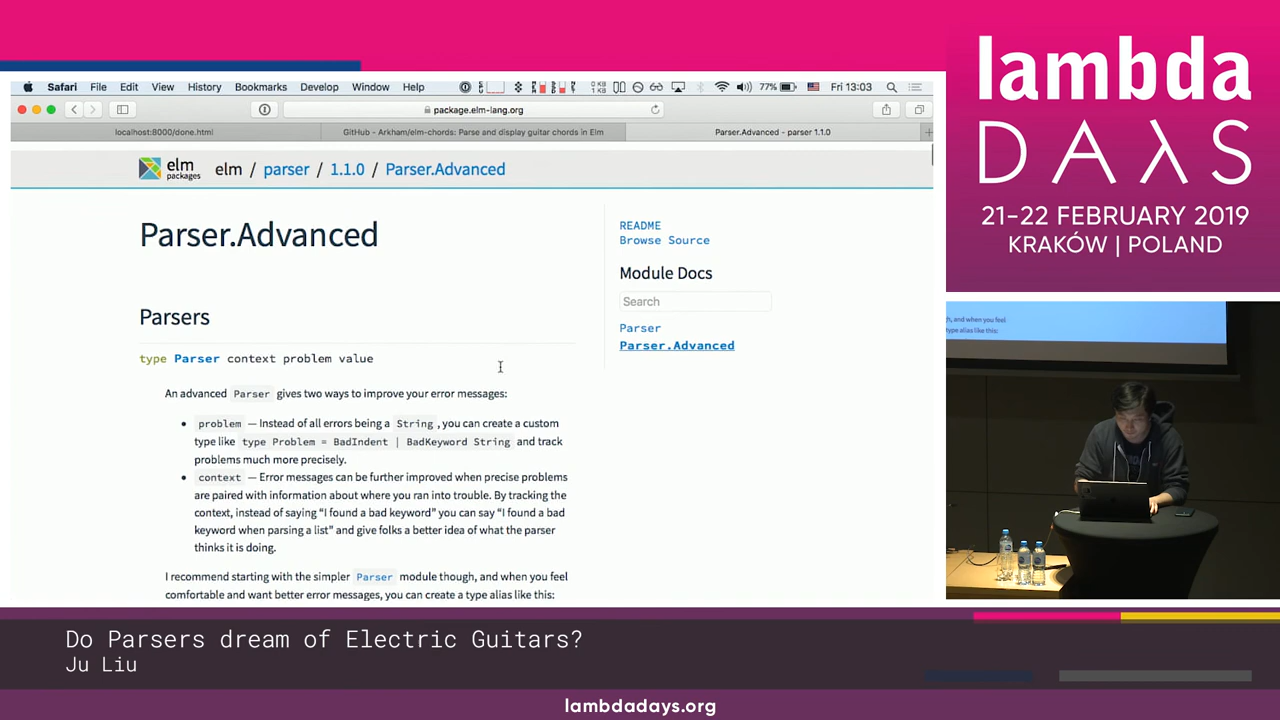 Safari File Edit View History Bookmarks Develop Window Help 77% Fri 13:03
package.elm-lang.org
localhost:8000/done.html
GitHub - Arkham/elm-chords: Parse and display guitar chords in Elm
Parser.Advanced - parser 1.1.0
elm packages
elm / parser / 1.1.0 / Parser.Advanced
Parser.Advanced
Parsers
type Parser context problem value
An advanced Parser gives two ways to improve your error messages:
• problem — Instead of all errors being a String , you can create a custom
type like type Problem = BadIndent | BadKeyword String and track
problems much more precisely.
• context — Error messages can be further improved when precise problems
are paired with information about where you ran into trouble. By tracking the
context, instead of saying “I found a bad keyword” you can say “I found a bad
keyword when parsing a list” and give folks a better idea of what the parser
thinks it is doing.
I recommend starting with the simpler Parser module though, and when you feel
comfortable and want better error messages, you can create a type alias like this:
README
Browse Source
Module Docs
Search
Parser
Parser.Advanced
lambda
DAλS
21–22 FEBRUARY 2019
KRAKÓW | POLAND
, and when you feel
type alias like this:
Do Parsers dream of Electric Guitars?
Ju Liu
lambdadays.org